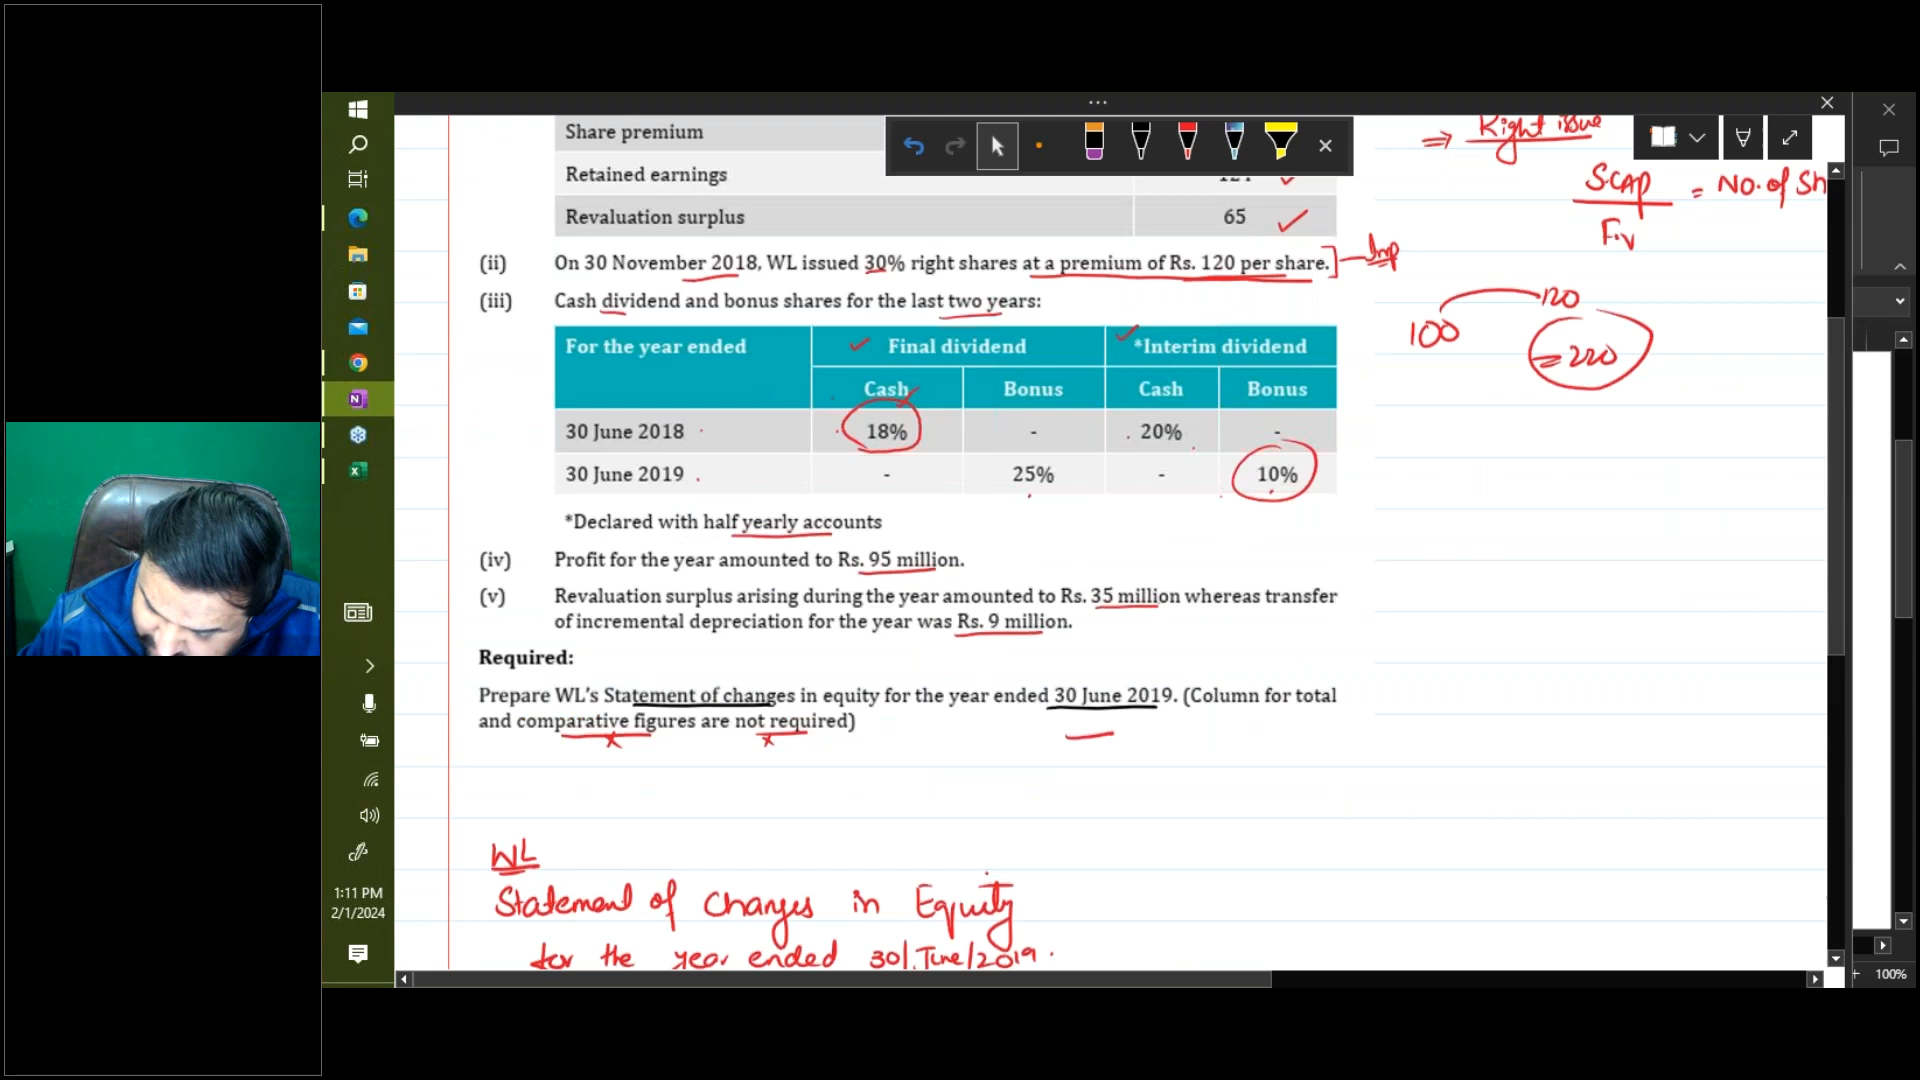 Share premium
Retained earnings
Revaluation surplus 65
(ii) On 30 November 2018, WL issued 30% right shares at a premium of Rs. 120 per share.
Imp
(iii) Cash dividend and bonus shares for the last two years:
For the year ended Final dividend *Interim dividend
Cash Bonus Cash Bonus
30 June 2018 18% - 20% -
30 June 2019 - 25% - 10%
*Declared with half yearly accounts
(iv) Profit for the year amounted to Rs. 95 million.
(v) Revaluation surplus arising during the year amounted to Rs. 35 million whereas transfer
of incremental depreciation for the year was Rs. 9 million.
Required:
Prepare WL's Statement of changes in equity for the year ended 30 June 2019. (Column for total
and comparative figures are not required)
⇒ Right issue
S.CAP = No. of Sh
F.V
100 120
= 220
WL
Statement of Changes in Equity
for the year ended 30/June/2019.
1:11 PM
2/1/2024
100%